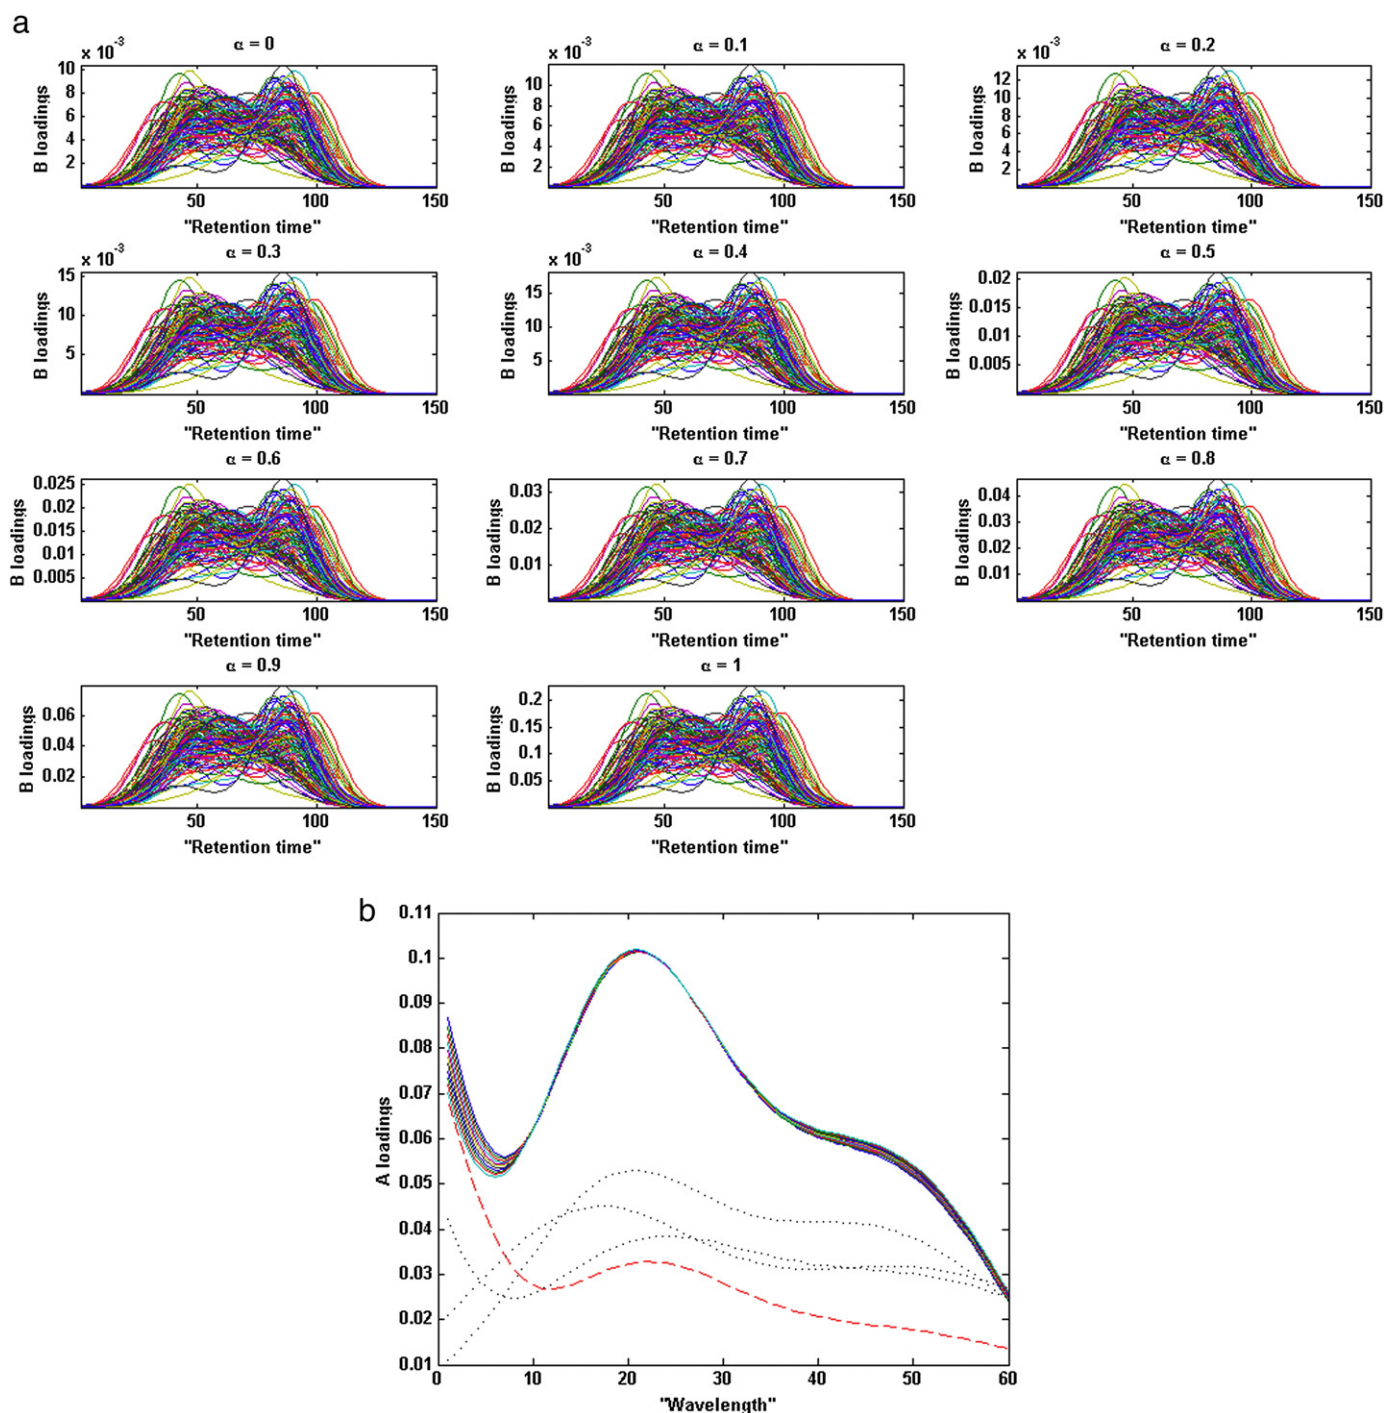 a
α = 0
α = 0.1
α = 0.2
x 10^-3
x 10^-3
x 10^-3
B loadings
10
8
6
4
2
B loadings
10
8
6
4
2
B loadings
12
10
8
6
4
2
50 100 150
50 100 150
50 100 150
"Retention time"
"Retention time"
"Retention time"
α = 0.3
α = 0.4
α = 0.5
x 10^-3
x 10^-3
B loadings
15
10
5
B loadings
15
10
5
B loadings
0.02
0.015
0.01
0.005
50 100 150
50 100 150
50 100 150
"Retention time"
"Retention time"
"Retention time"
α = 0.6
α = 0.7
α = 0.8
B loadings
0.025
0.02
0.015
0.01
0.005
B loadings
0.03
0.02
0.01
B loadings
0.04
0.03
0.02
0.01
50 100 150
50 100 150
50 100 150
"Retention time"
"Retention time"
"Retention time"
α = 0.9
α = 1
B loadings
0.06
0.04
0.02
B loadings
0.2
0.15
0.1
0.05
50 100 150
50 100 150
"Retention time"
"Retention time"
b
A loadings
0.11
0.1
0.09
0.08
0.07
0.06
0.05
0.04
0.03
0.02
0.01
0 10 20 30 40 50 60
"Wavelength"